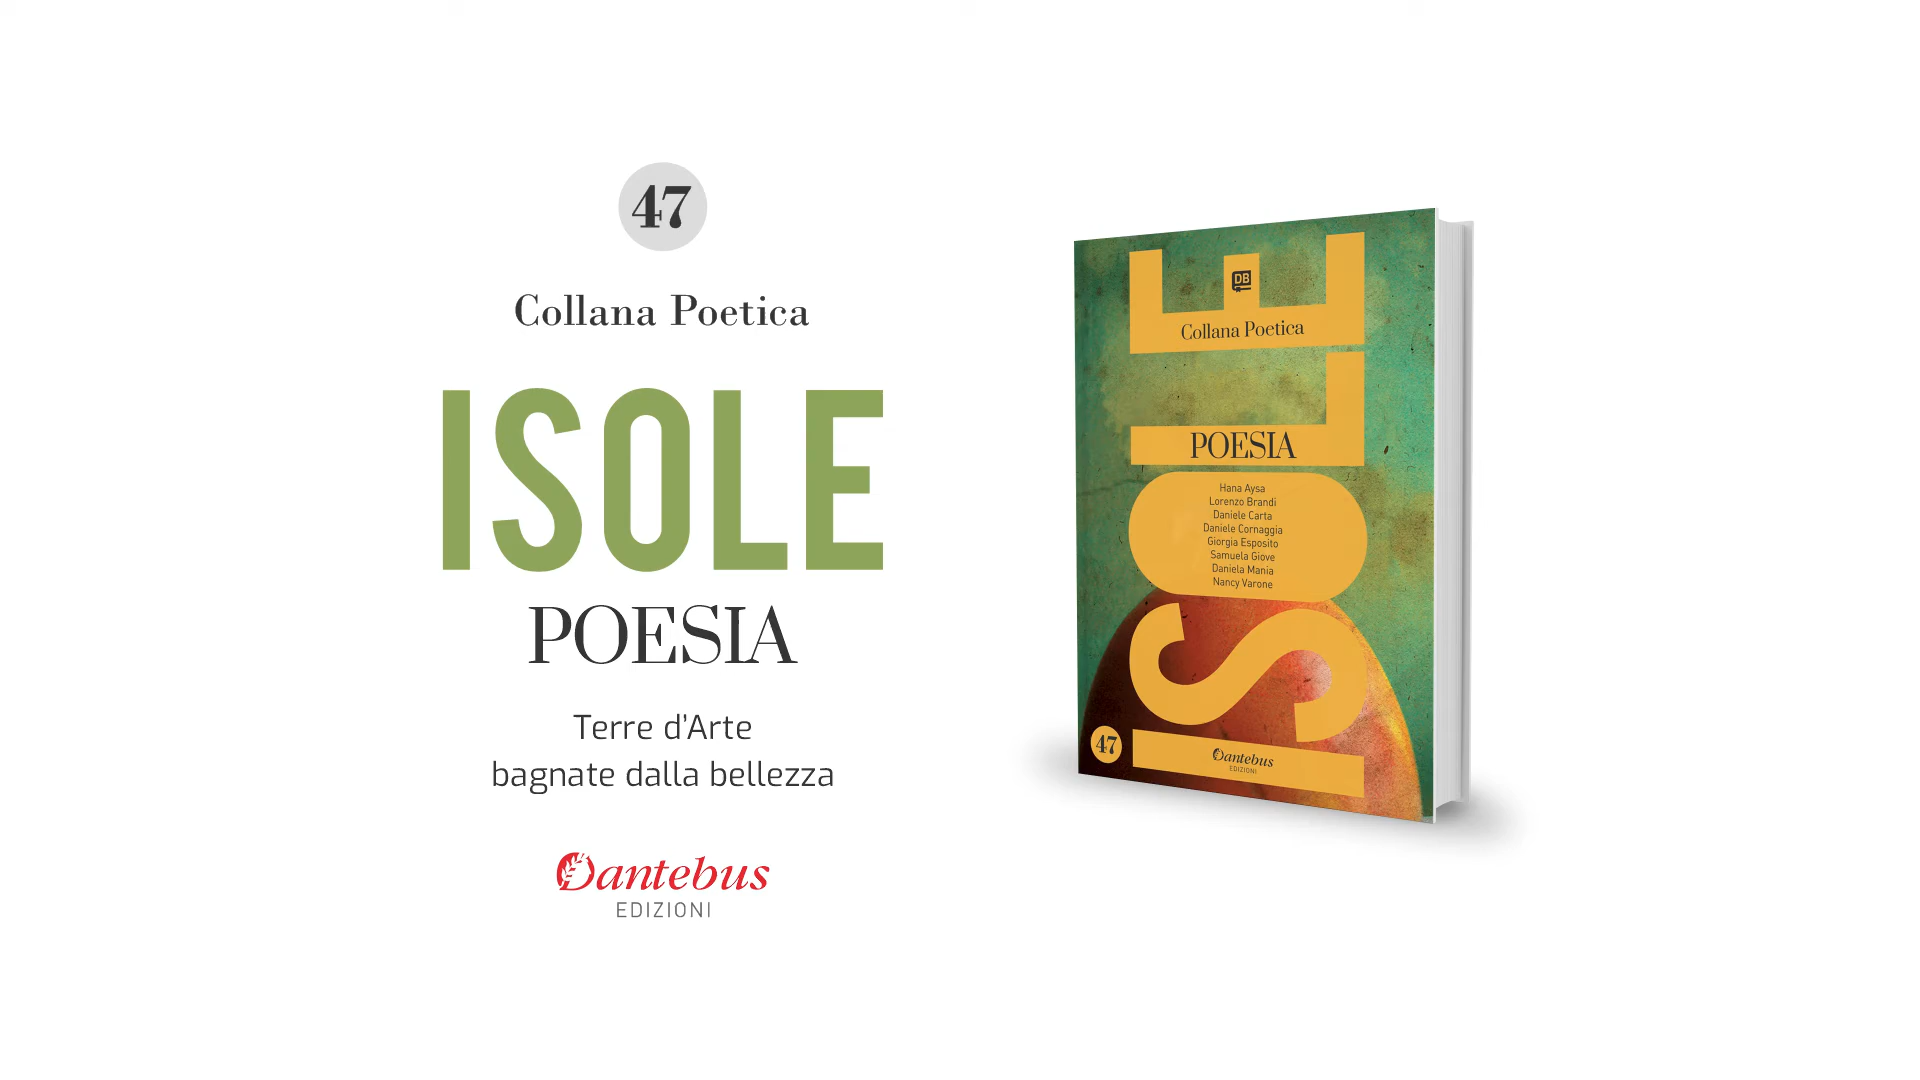 47
Collana Poetica
ISOLE
POESIA
Terre d'Arte
bagnate dalla bellezza
Dantebus
EDIZIONI
ISOLE
DB
Collana Poetica
POESIA
Hana Aysa
Lorenzo Brandi
Daniele Carta
Daniele Cornaggia
Giorgia Esposito
Samuela Giove
Daniela Mania
Nancy Varone
47
Dantebus
EDIZIONI